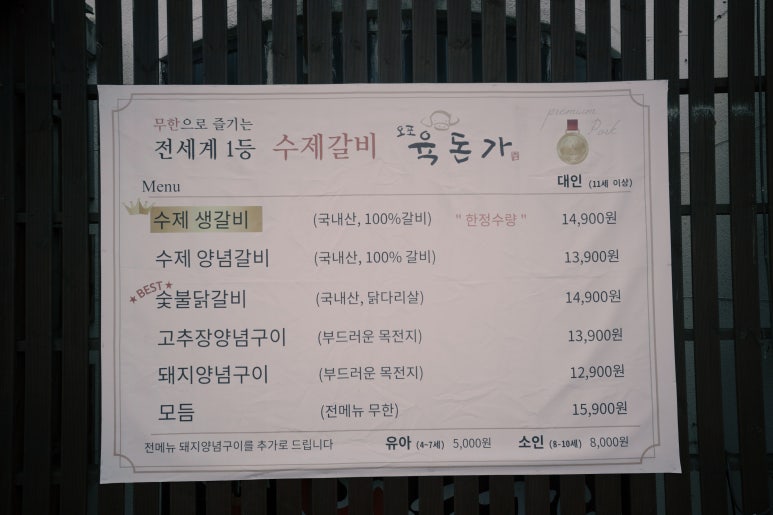 무한으로 즐기는
전세계 1등 수제갈비 오포 육돈가
premium Pork
Menu 대인 (11세 이상)
수제 생갈비 (국내산, 100%갈비) " 한정수량 " 14,900원
수제 양념갈비 (국내산, 100% 갈비) 13,900원
★BEST★
숯불닭갈비 (국내산, 닭다리살) 14,900원
고추장양념구이 (부드러운 목전지) 13,900원
돼지양념구이 (부드러운 목전지) 12,900원
모듬 (전메뉴 무한) 15,900원
전메뉴 돼지양념구이를 추가로 드립니다 유아 (4-7세) 5,000원 소인 (8-10세) 8,000원